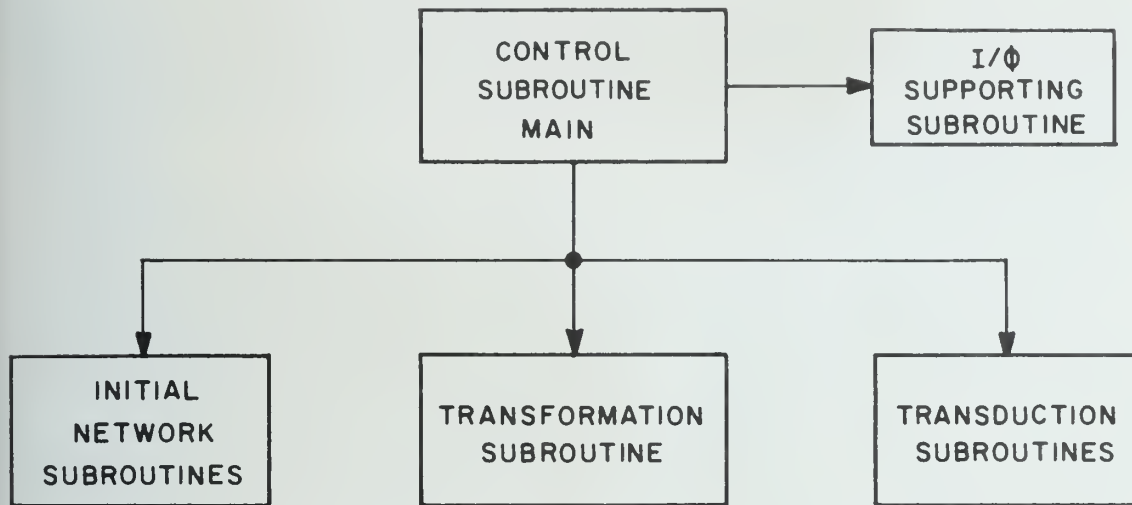 CONTROL
SUBROUTINE
MAIN
I/Φ
SUPPORTING
SUBROUTINE
INITIAL
NETWORK
SUBROUTINES
TRANSFORMATION
SUBROUTINE
TRANSDUCTION
SUBROUTINES